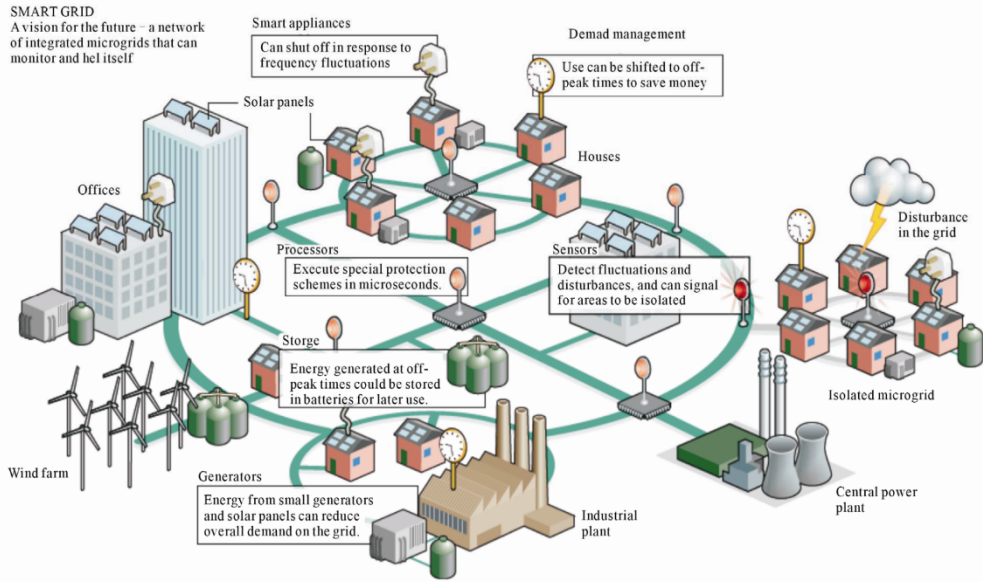 SMART GRID
A vision for the future – a network
of integrated microgrids that can
monitor and hel itself
Smart appliances
Can shut off in response to
frequency fluctuations
Demad management
Use can be shifted to off-
peak times to save money
Solar panels
Houses
Offices
Disturbance
in the grid
Processors
Execute special protection
schemes in microseconds.
Sensors
Detect fluctuations and
disturbances, and can signal
for areas to be isolated
Storge
Energy generated at off-
peak times could be stored
in batteries for later use.
Isolated microgrid
Wind farm
Generators
Energy from small generators
and solar panels can reduce
overall demand on the grid.
Industrial
plant
Central power
plant